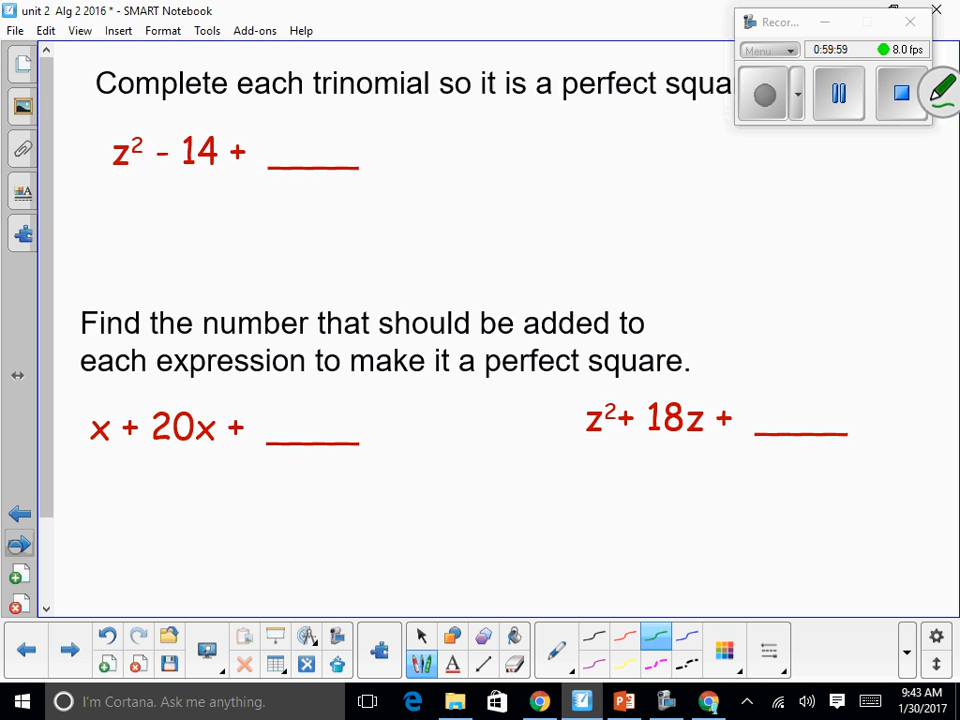 unit 2 Alg 2 2016 * - SMART Notebook
File Edit View Insert Format Tools Add-ons Help
Recor...
Menu
0:59:59
8.0 fps
Complete each trinomial so it is a perfect squa
z² - 14 + ____
Find the number that should be added to
each expression to make it a perfect square.
x + 20x + ____
z²+ 18z + ____
I'm Cortana. Ask me anything.
9:43 AM
1/30/2017